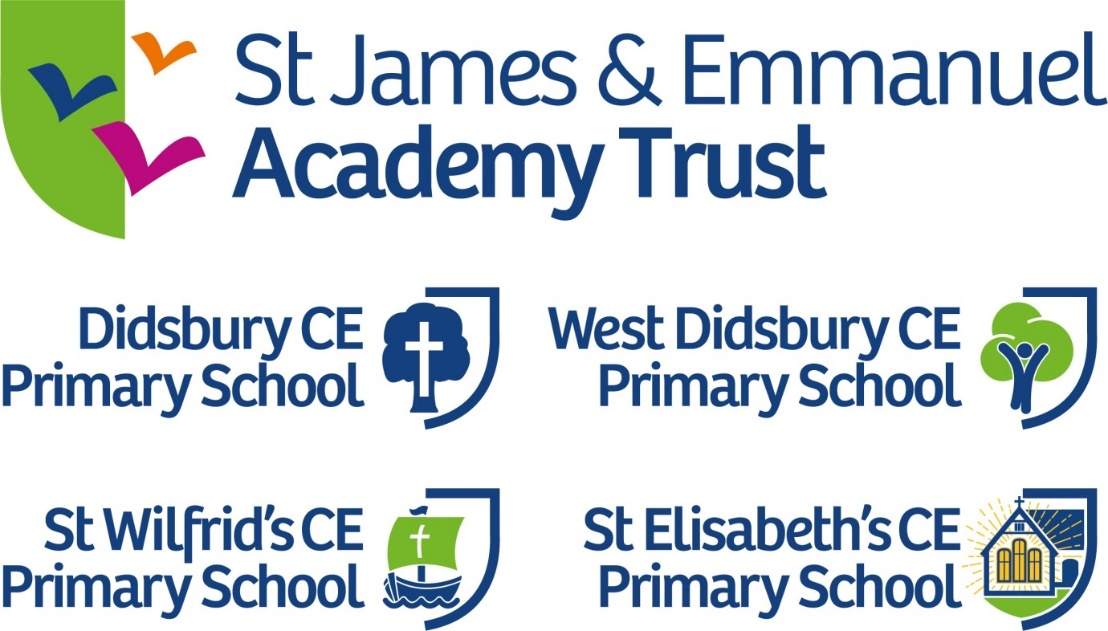 St James & Emmanuel
Academy Trust
Didsbury CE
Primary School
West Didsbury CE
Primary School
St Wilfrid's CE
Primary School
St Elisabeth's CE
Primary School